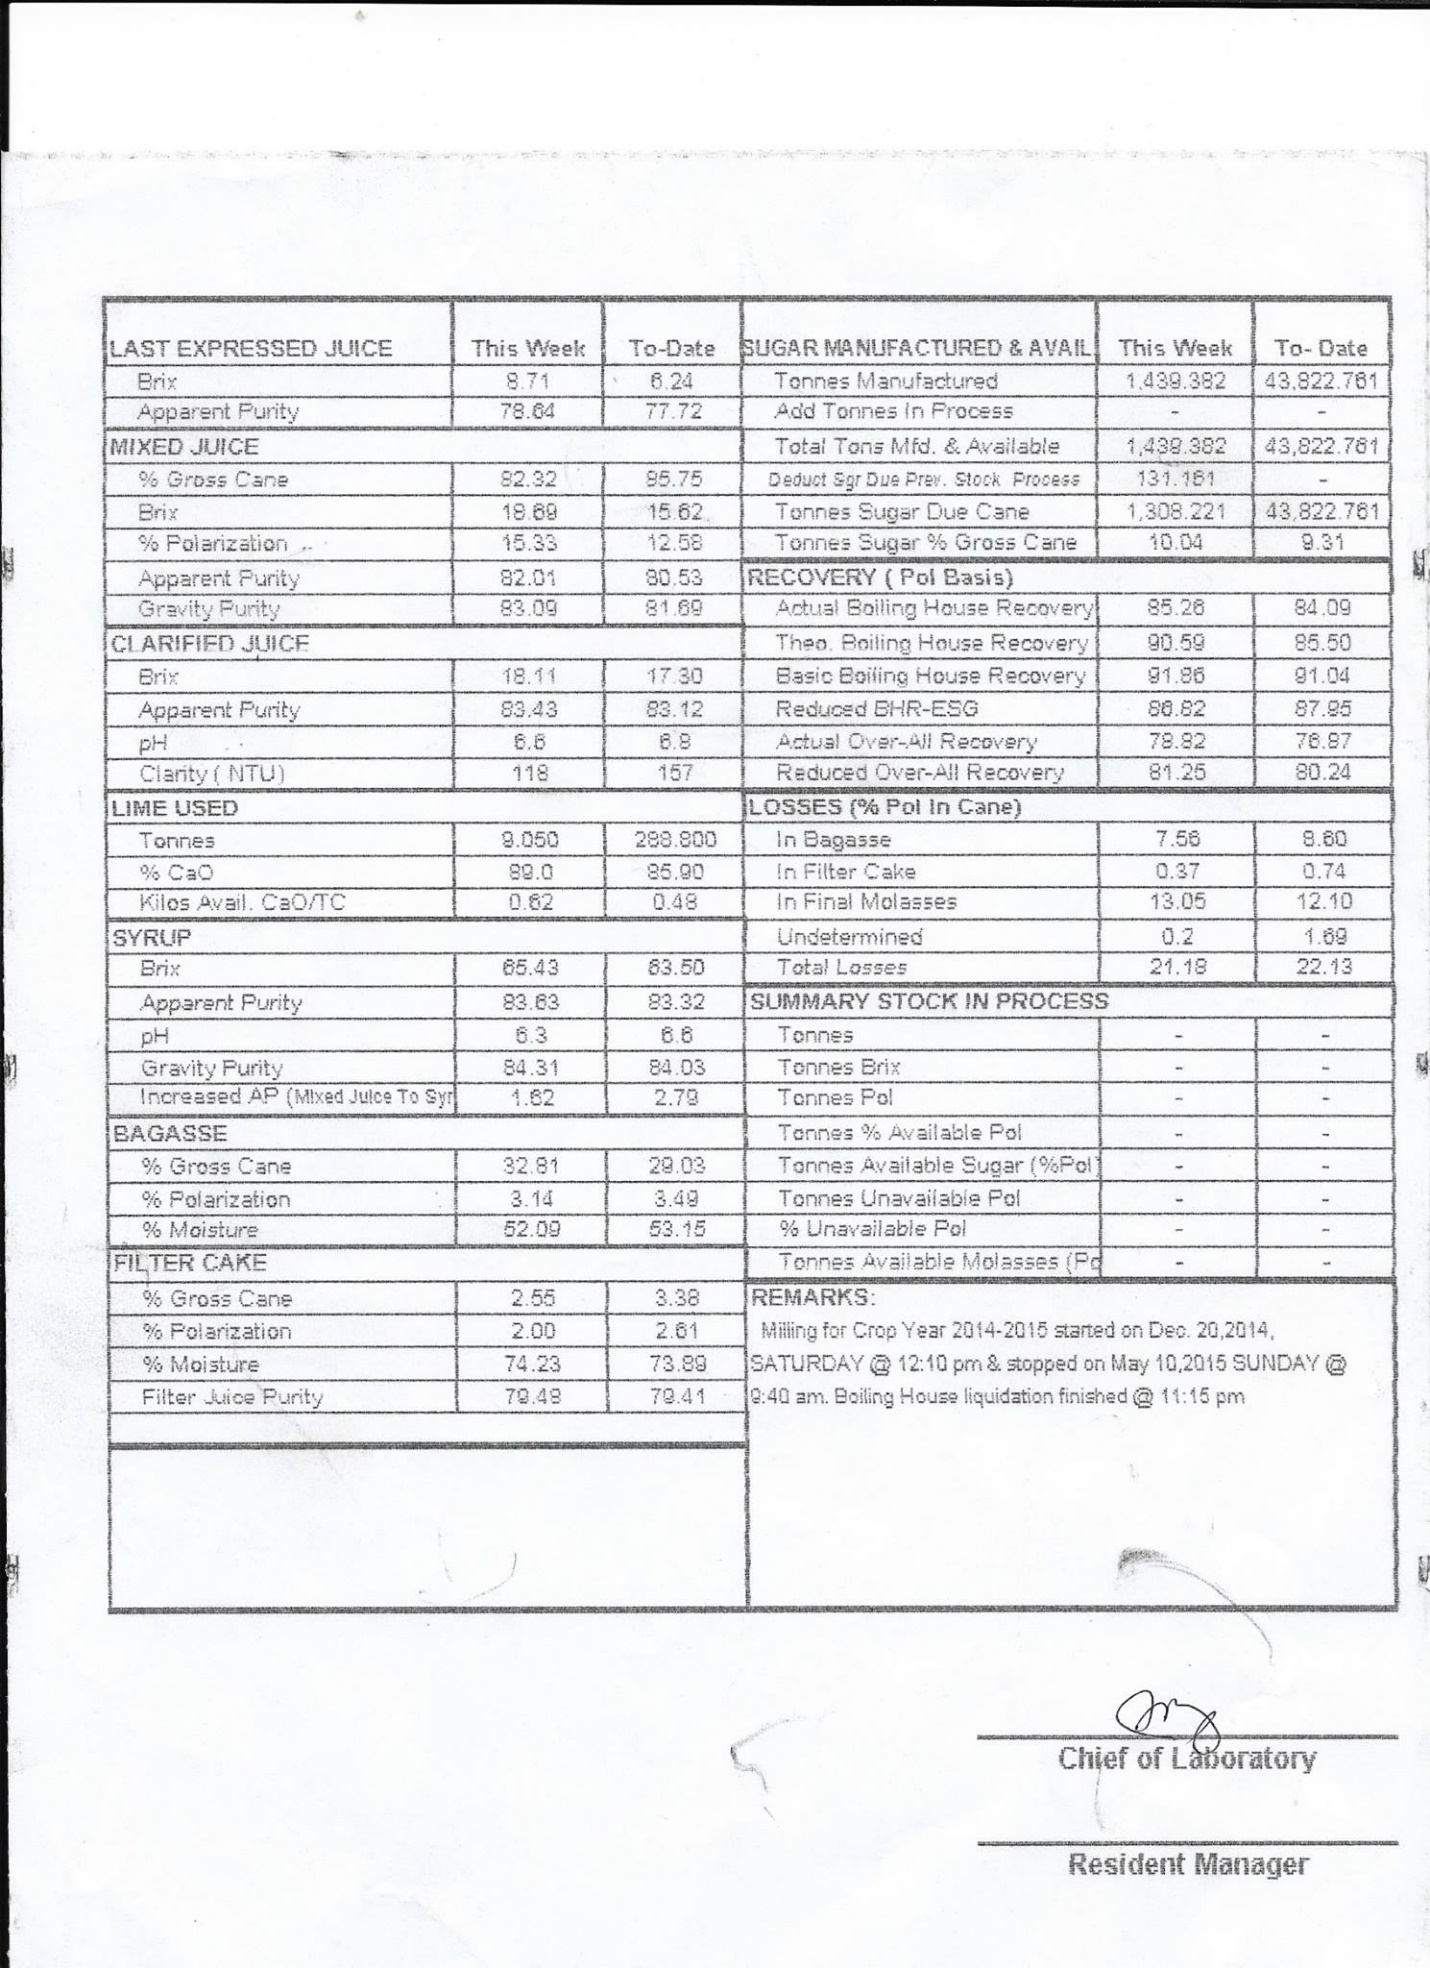 LAST EXPRESSED JUICE This Week To-Date
Brix 8.71 6.24
Apparent Purity 78.64 77.72
MIXED JUICE
% Gross Cane 82.32 85.75
Brix 18.69 15.62
% Polarization 15.33 12.58
Apparent Purity 82.01 80.53
Gravity Purity 83.09 81.69
CLARIFIED JUICE
Brix 18.11 17.30
Apparent Purity 83.43 83.12
pH 6.6 6.8
Clarity ( NTU) 118 157
LIME USED
Tonnes 9.050 288.800
% CaO 89.0 85.90
Kilos Avail. CaO/TC 0.62 0.48
SYRUP
Brix 65.43 63.50
Apparent Purity 83.63 83.32
pH 6.3 6.6
Gravity Purity 84.31 84.03
Increased AP (Mixed Juice To Syr 1.62 2.79
BAGASSE
% Gross Cane 32.81 29.03
% Polarization 3.14 3.49
% Moisture 52.09 53.15
FILTER CAKE
% Gross Cane 2.55 3.38
% Polarization 2.00 2.61
% Moisture 74.23 73.89
Filter Juice Purity 79.48 79.41
SUGAR MANUFACTURED & AVAIL This Week To- Date
Tonnes Manufactured 1,439.382 43,822.761
Add Tonnes In Process - -
Total Tons Mfd. & Available 1,439.382 43,822.761
Deduct Sgr Due Prev. Stock Process 131.161 -
Tonnes Sugar Due Cane 1,308.221 43,822.761
Tonnes Sugar % Gross Cane 10.04 9.31
RECOVERY ( Pol Basis)
Actual Boiling House Recovery 85.26 84.09
Theo. Boiling House Recovery 90.59 85.50
Basic Boiling House Recovery 91.86 91.04
Reduced BHR-ESG 86.82 87.95
Actual Over-All Recovery 78.82 76.87
Reduced Over-All Recovery 81.25 80.24
LOSSES (% Pol In Cane)
In Bagasse 7.56 8.60
In Filter Cake 0.37 0.74
In Final Molasses 13.05 12.10
Undetermined 0.2 1.69
Total Losses 21.18 22.13
SUMMARY STOCK IN PROCESS
Tonnes - -
Tonnes Brix - -
Tonnes Pol - -
Tonnes % Available Pol - -
Tonnes Available Sugar (%Pol) - -
Tonnes Unavailable Pol - -
% Unavailable Pol - -
Tonnes Available Molasses (Po - -
REMARKS:
Milling for Crop Year 2014-2015 started on Dec. 20,2014,
SATURDAY @ 12:10 pm & stopped on May 10,2015 SUNDAY @
9:40 am. Boiling House liquidation finished @ 11:15 pm
Chief of Laboratory
Resident Manager